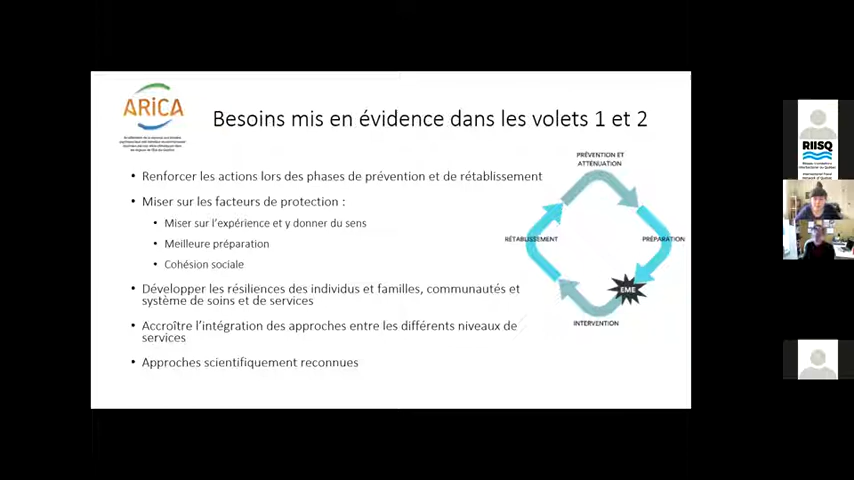 ARICA
Besoins mis en évidence dans les volets 1 et 2
• Renforcer les actions lors des phases de prévention et de rétablissement
• Miser sur les facteurs de protection :
• Miser sur l'expérience et y donner du sens
• Meilleure préparation
• Cohésion sociale
• Développer les résiliences des individus et familles, communautés et
système de soins et de services
• Accroître l'intégration des approches entre les différents niveaux de
services
• Approches scientifiquement reconnues
PRÉVENTION ET
ATTÉNUATION
RÉTABLISSEMENT
PRÉPARATION
EME
INTERVENTION
RIISQ